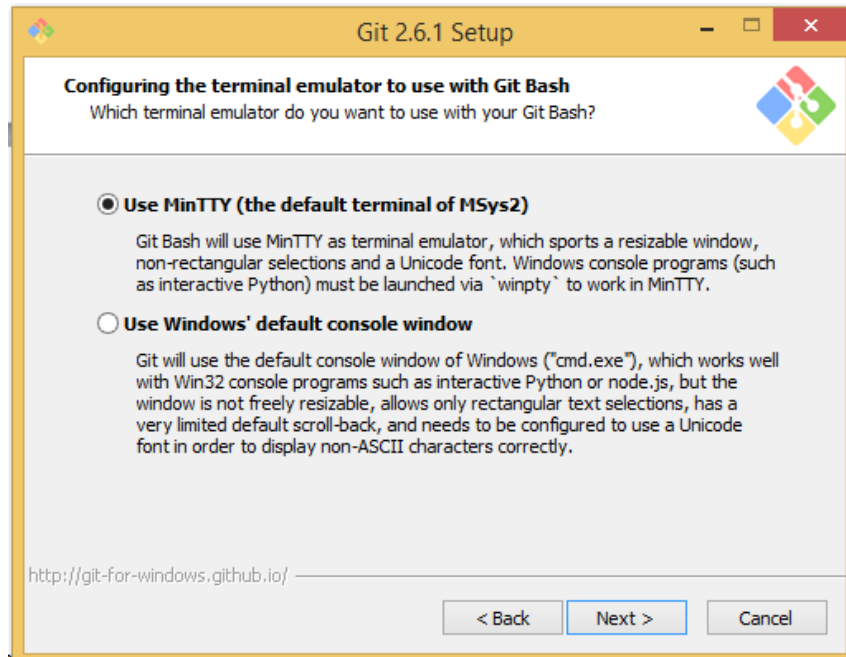 Git 2.6.1 Setup
Configuring the terminal emulator to use with Git Bash
Which terminal emulator do you want to use with your Git Bash?
Use MinTTY (the default terminal of MSys2)
Git Bash will use MinTTY as terminal emulator, which sports a resizable window,
non-rectangular selections and a Unicode font. Windows console programs (such
as interactive Python) must be launched via `winpty` to work in MinTTY.
Use Windows' default console window
Git will use the default console window of Windows ("cmd.exe"), which works well
with Win32 console programs such as interactive Python or node.js, but the
window is not freely resizable, allows only rectangular text selections, has a
very limited default scroll-back, and needs to be configured to use a Unicode
font in order to display non-ASCII characters correctly.
http://git-for-windows.github.io/
< Back Next > Cancel